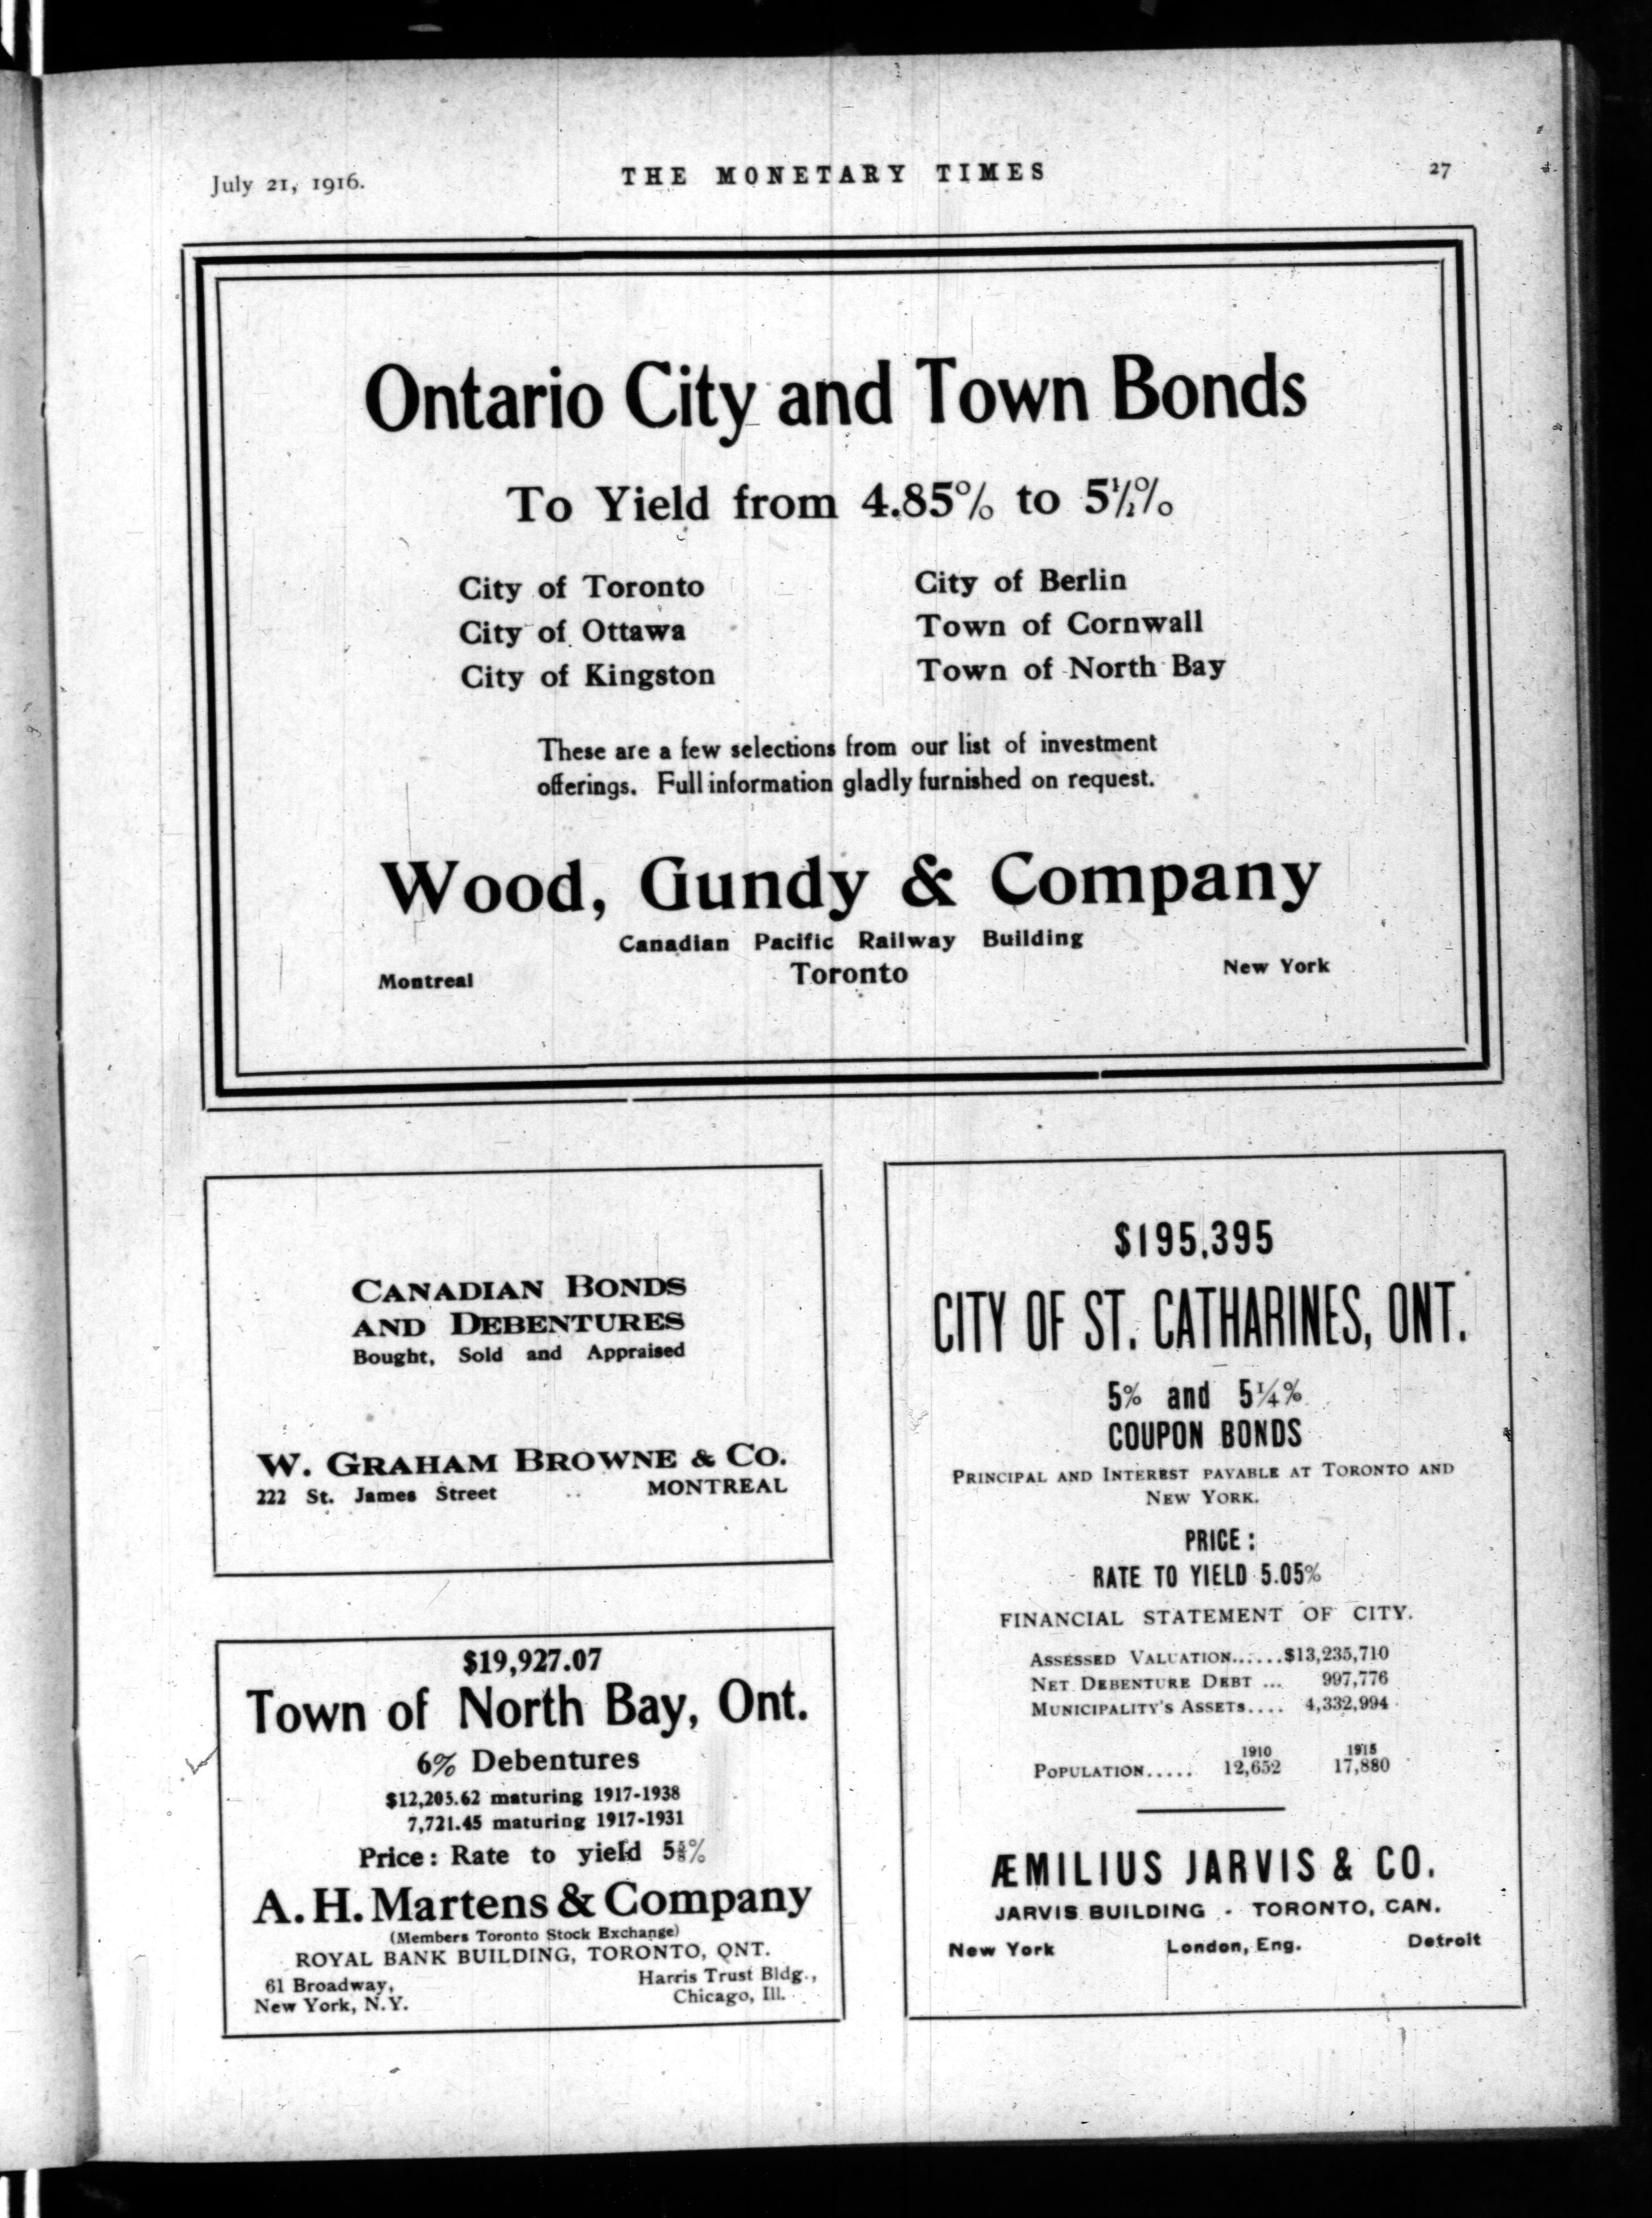 July 21, 1916.
THE MONETARY TIMES
27
Ontario City and Town Bonds
To Yield from 4.85% to 5½%
City of Toronto
City of Ottawa
City of Kingston
City of Berlin
Town of Cornwall
Town of North Bay
These are a few selections from our list of investment
offerings. Full information gladly furnished on request.
Wood, Gundy & Company
Canadian Pacific Railway Building
Montreal
Toronto
New York
CANADIAN BONDS
AND DEBENTURES
Bought, Sold and Appraised
W. GRAHAM BROWNE & CO.
222 St. James Street .. MONTREAL
$19,927.07
Town of North Bay, Ont.
6% Debentures
$12,205.62 maturing 1917-1938
7,721.45 maturing 1917-1931
Price: Rate to yield 5⅝%
A. H. Martens & Company
(Members Toronto Stock Exchange)
ROYAL BANK BUILDING, TORONTO, ONT.
61 Broadway,
New York, N.Y.
Harris Trust Bldg.,
Chicago, Ill.
$195,395
CITY OF ST. CATHARINES, ONT.
5% and 5¼%
COUPON BONDS
PRINCIPAL AND INTEREST PAYABLE AT TORONTO AND
NEW YORK.
PRICE:
RATE TO YIELD 5.05%
FINANCIAL STATEMENT OF CITY.
ASSESSED VALUATION......$13,235,710
NET DEBENTURE DEBT ... 997,776
MUNICIPALITY'S ASSETS.... 4,332,994
1910 1915
POPULATION..... 12,652 17,880
ÆMILIUS JARVIS & CO.
JARVIS BUILDING - TORONTO, CAN.
New York London, Eng. Detroit